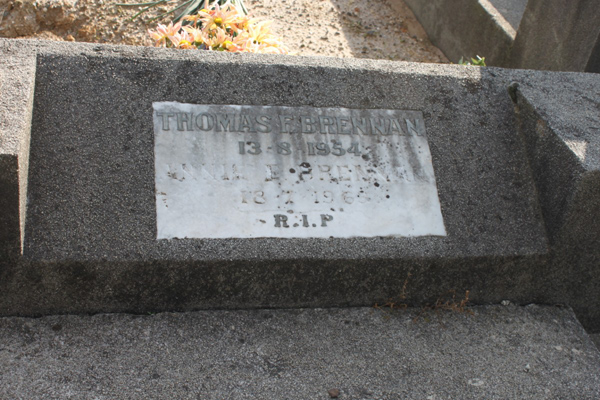 THOMAS F. BRENNAN
13-8-1954
E. BRENNAN
R.I.P